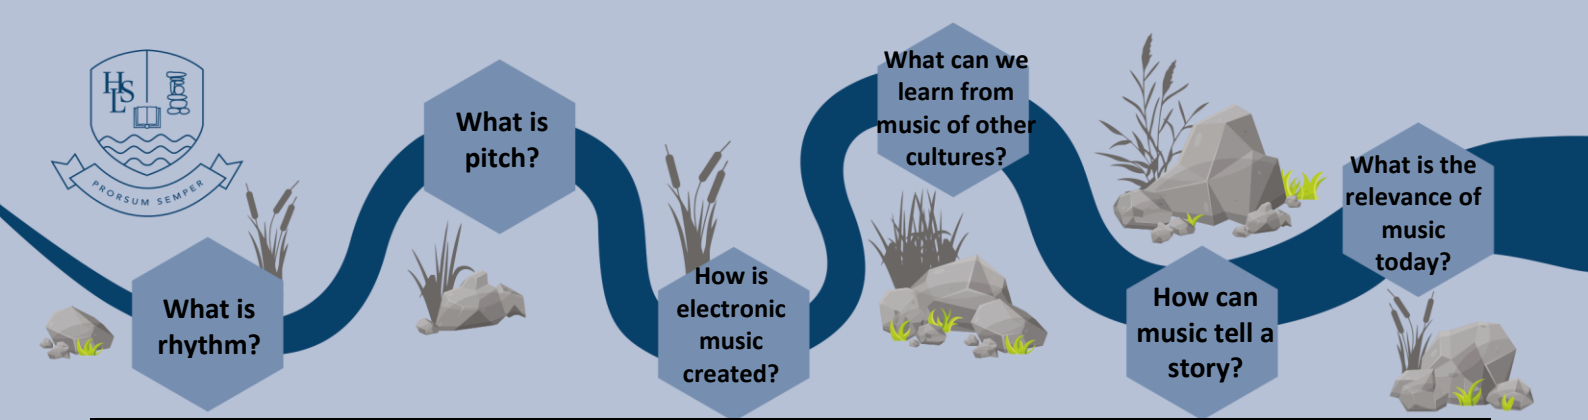 HLS
PRORSUM SEMPER
What is
rhythm?
What is
pitch?
How is
electronic
music
created?
What can we
learn from
music of other
cultures?
How can
music tell a
story?
What is the
relevance of
music
today?